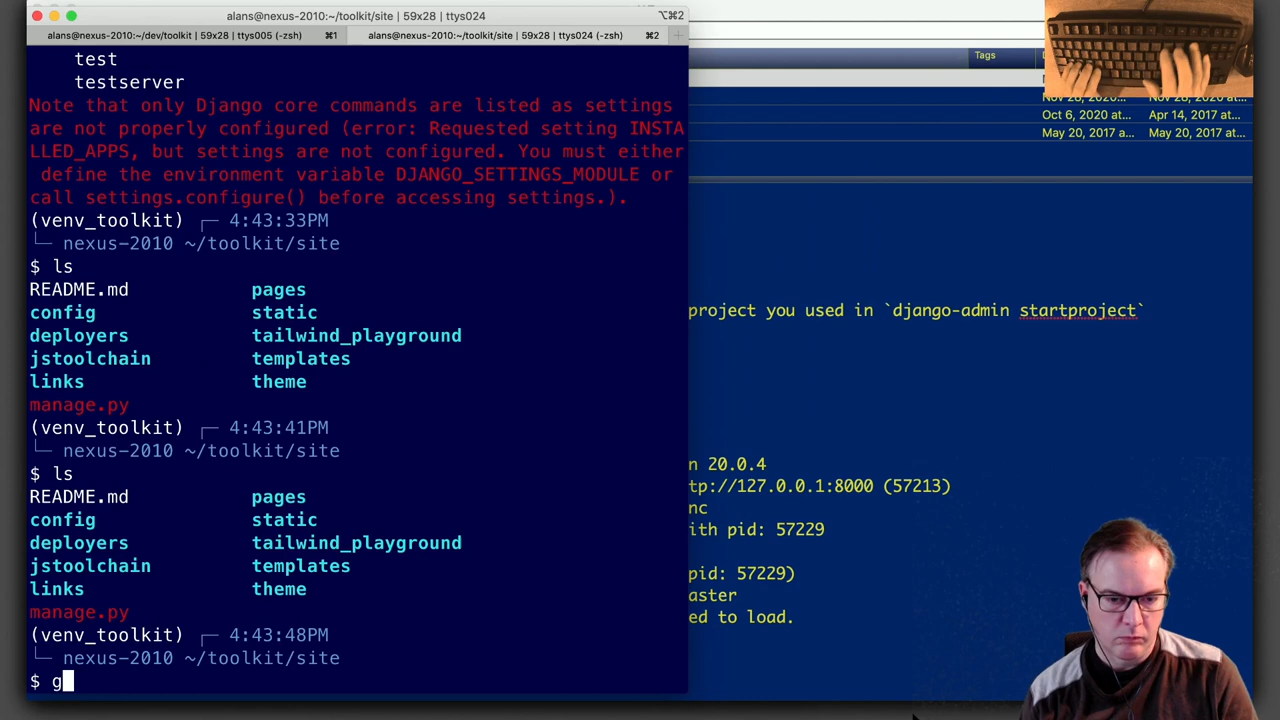 alans@nexus-2010:~/toolkit/site | 59x28 | ttys024
⌥⌘2
alans@nexus-2010:~/dev/toolkit | 59x28 | ttys005 (-zsh) ⌘1
alans@nexus-2010:~/toolkit/site | 59x28 | ttys024 (-zsh) ⌘2
test
testserver
Note that only Django core commands are listed as settings
are not properly configured (error: Requested setting INSTA
LLED_APPS, but settings are not configured. You must either
define the environment variable DJANGO_SETTINGS_MODULE or
call settings.configure() before accessing settings.).
(venv_toolkit) ┌─ 4:43:33PM
└─ nexus-2010 ~/toolkit/site
$ ls
README.md pages
config static
deployers tailwind_playground
jstoolchain templates
links theme
manage.py
(venv_toolkit) ┌─ 4:43:41PM
└─ nexus-2010 ~/toolkit/site
$ ls
README.md pages
config static
deployers tailwind_playground
jstoolchain templates
links theme
manage.py
(venv_toolkit) ┌─ 4:43:48PM
└─ nexus-2010 ~/toolkit/site
$ g
Tags
Nov 28, 2020... Nov 28, 2020 at...
Oct 6, 2020 at... Apr 14, 2017 at...
May 20, 2017 a... May 20, 2017 at...
project you used in `django-admin startproject`
n 20.0.4
tp://127.0.0.1:8000 (57213)
nc
ith pid: 57229
pid: 57229)
aster
ed to load.